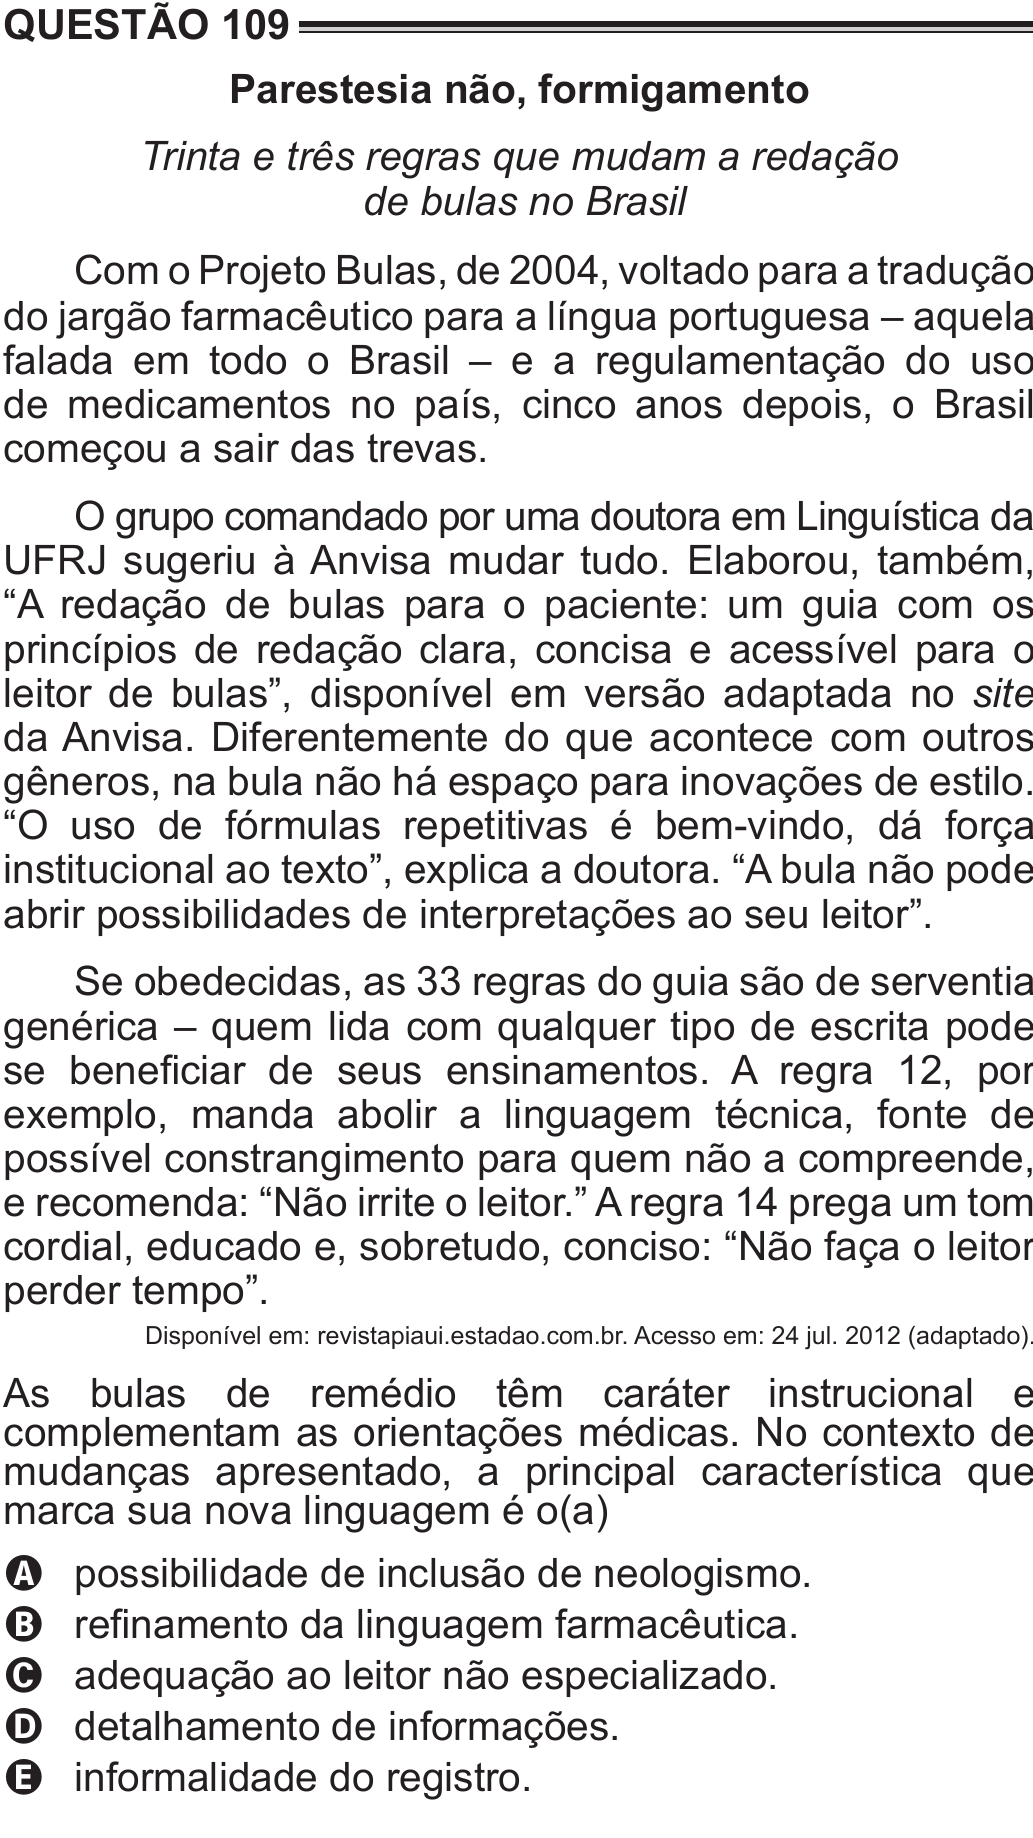 QUESTÃO 109
Parestesia não, formigamento
Trinta e três regras que mudam a redação
de bulas no Brasil
Com o Projeto Bulas, de 2004, voltado para a tradução
do jargão farmacêutico para a língua portuguesa – aquela
falada em todo o Brasil – e a regulamentação do uso
de medicamentos no país, cinco anos depois, o Brasil
começou a sair das trevas.
O grupo comandado por uma doutora em Linguística da
UFRJ sugeriu à Anvisa mudar tudo. Elaborou, também,
“A redação de bulas para o paciente: um guia com os
princípios de redação clara, concisa e acessível para o
leitor de bulas”, disponível em versão adaptada no site
da Anvisa. Diferentemente do que acontece com outros
gêneros, na bula não há espaço para inovações de estilo.
“O uso de fórmulas repetitivas é bem-vindo, dá força
institucional ao texto”, explica a doutora. “A bula não pode
abrir possibilidades de interpretações ao seu leitor”.
Se obedecidas, as 33 regras do guia são de serventia
genérica – quem lida com qualquer tipo de escrita pode
se beneficiar de seus ensinamentos. A regra 12, por
exemplo, manda abolir a linguagem técnica, fonte de
possível constrangimento para quem não a compreende,
e recomenda: “Não irrite o leitor.” A regra 14 prega um tom
cordial, educado e, sobretudo, conciso: “Não faça o leitor
perder tempo”.
Disponível em: revistapiaui.estadao.com.br. Acesso em: 24 jul. 2012 (adaptado).
As bulas de remédio têm caráter instrucional e
complementam as orientações médicas. No contexto de
mudanças apresentado, a principal característica que
marca sua nova linguagem é o(a)
A possibilidade de inclusão de neologismo.
B refinamento da linguagem farmacêutica.
C adequação ao leitor não especializado.
D detalhamento de informações.
E informalidade do registro.